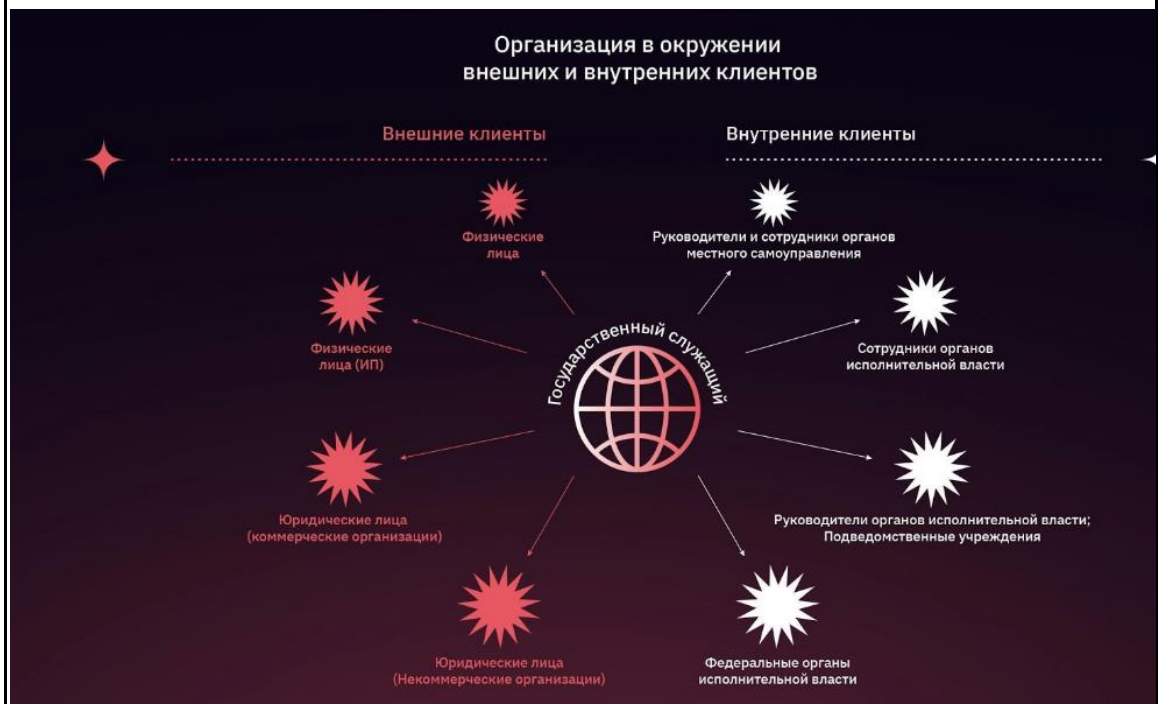 Организация в окружении
внешних и внутренних клиентов
Внешние клиенты
Внутренние клиенты
Физические
лица
Руководители и сотрудники органов
местного самоуправления
Физические
лица (ИП)
Государственный служащий
Сотрудники органов
исполнительной власти
Юридические лица
(коммерческие организации)
Руководители органов исполнительной власти;
Подведомственные учреждения
Юридические лица
(Некоммерческие организации)
Федеральные органы
исполнительной власти